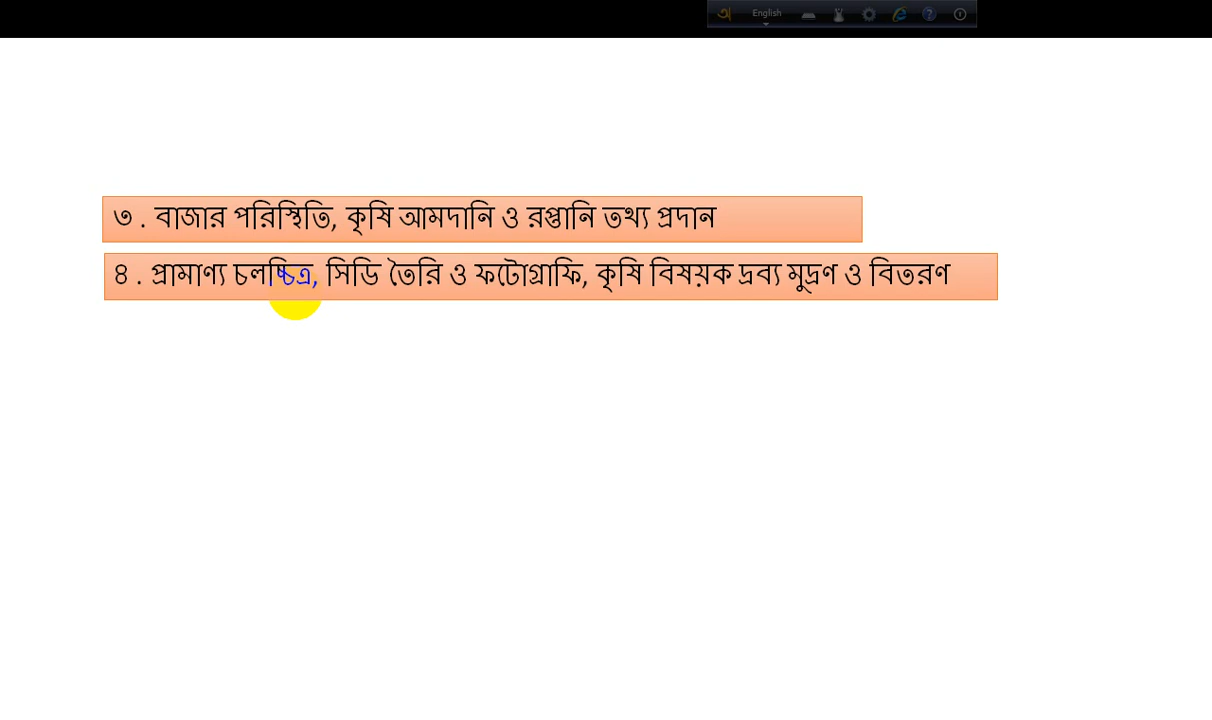 English
৩ . বাজার পরিস্থিতি, কৃষি আমদানি ও রপ্তানি তথ্য প্রদান
৪ . প্রামাণ্য চলচ্চিত্র, সিডি তৈরি ও ফটোগ্রাফি, কৃষি বিষয়ক দ্রব্য মুদ্রণ ও বিতরণ